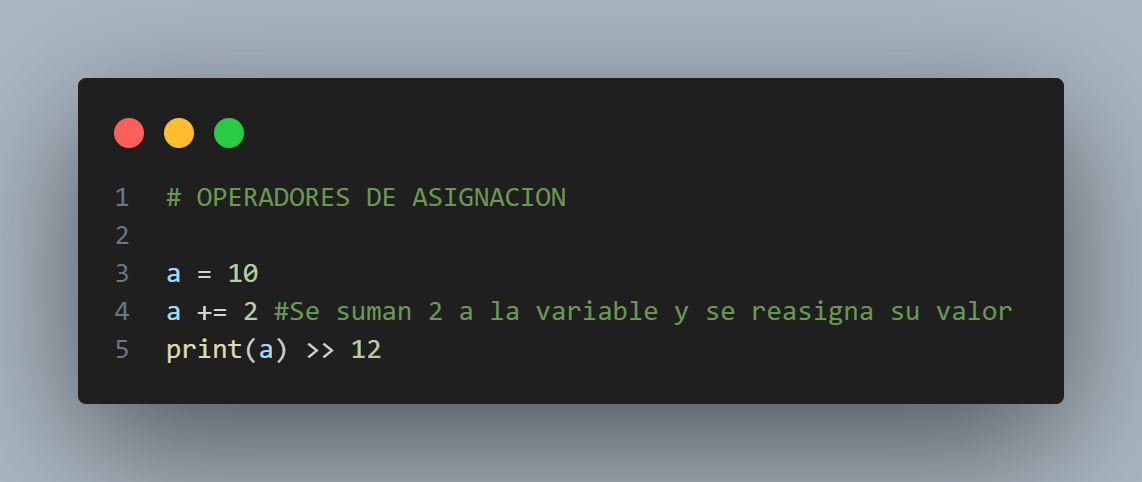 1 # OPERADORES DE ASIGNACION
2
3 a = 10
4 a += 2 #Se suman 2 a la variable y se reasigna su valor
5 print(a) >> 12